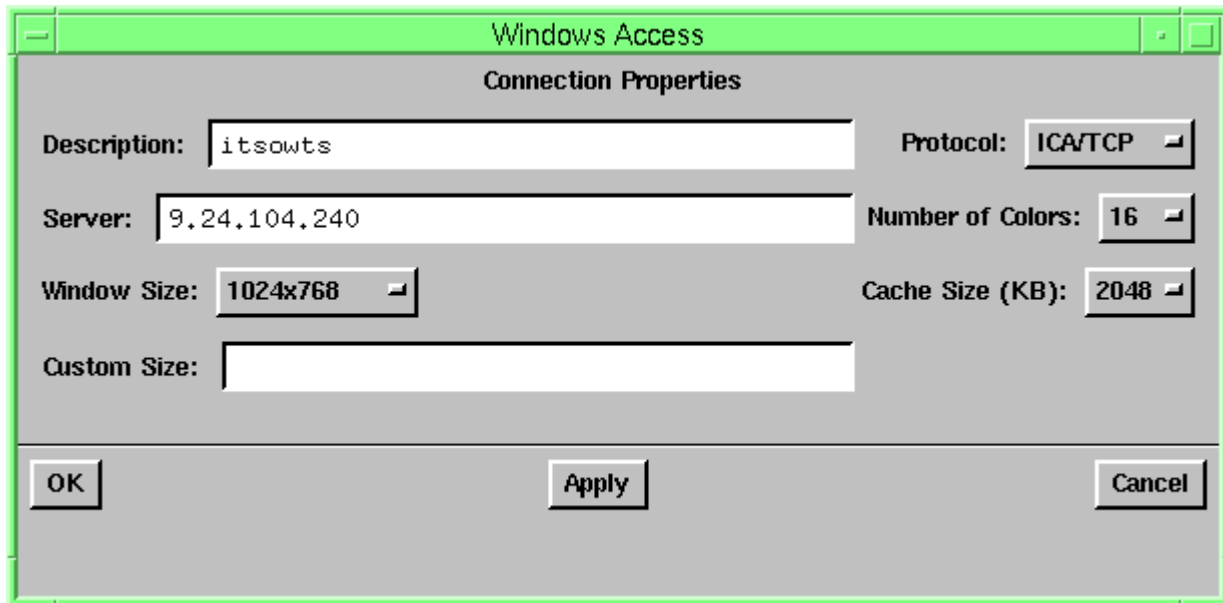 Windows Access
Connection Properties
Description: itsowts Protocol: ICA/TCP
Server: 9.24.104.240 Number of Colors: 16
Window Size: 1024x768 Cache Size (KB): 2048
Custom Size:
OK Apply Cancel